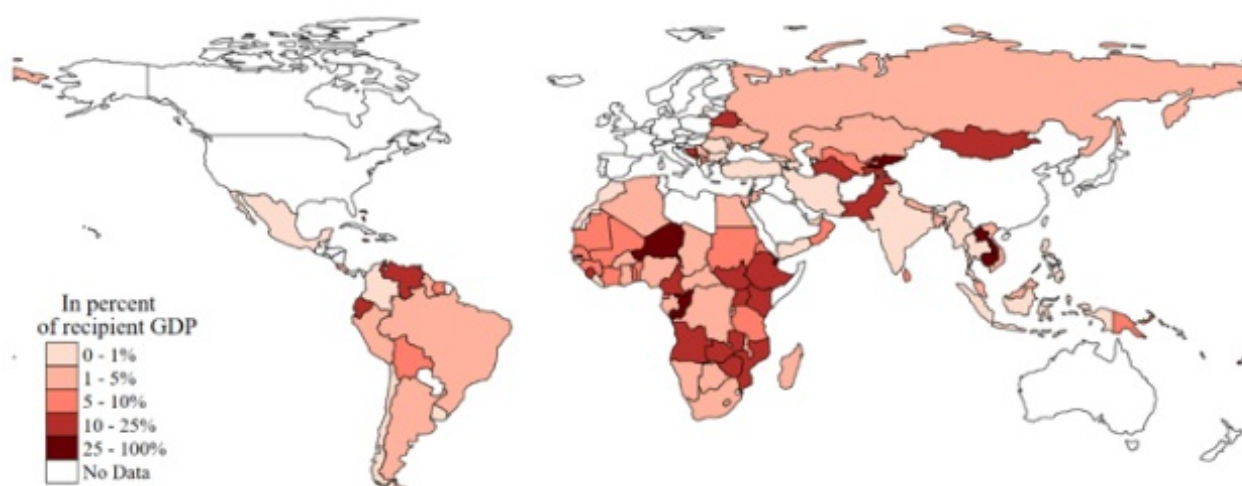 In percent
of recipient GDP
0 - 1%
1 - 5%
5 - 10%
10 - 25%
25 - 100%
No Data